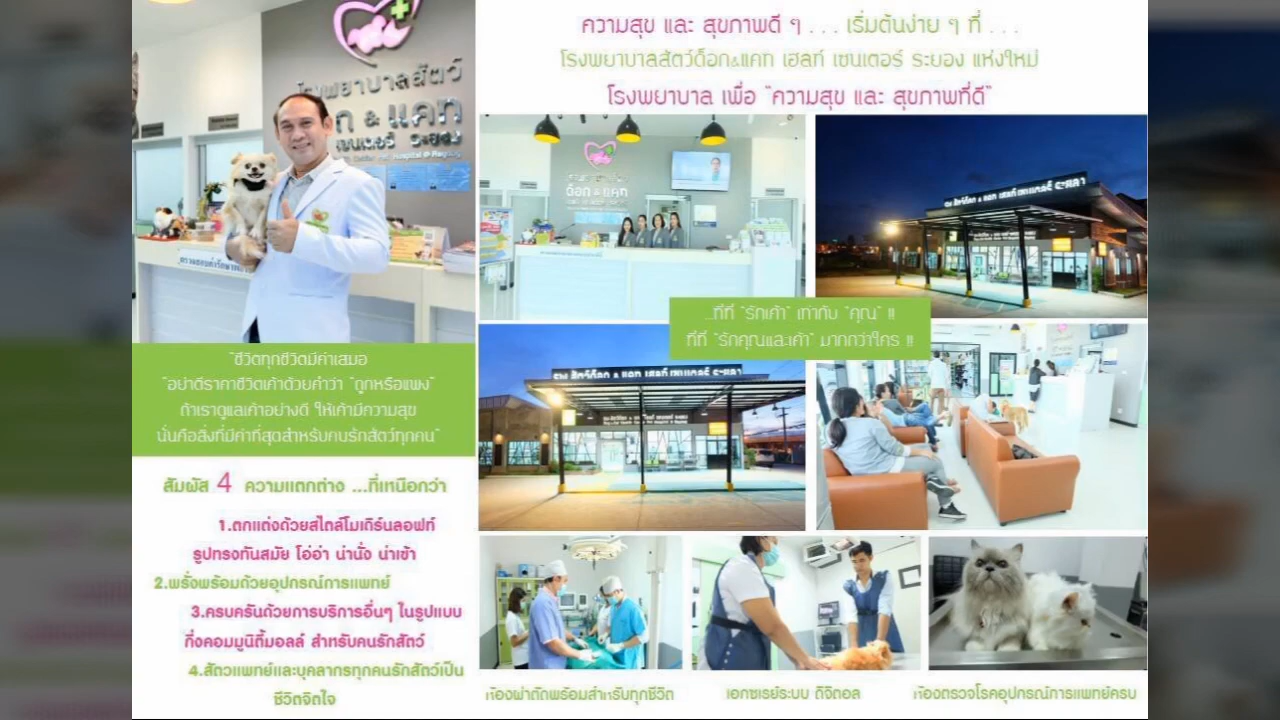 โรงพยาบาลสัตว์
& แคท
เซนเตอร์ ระยอง
ความสุข และ สุขภาพดี ๆ . . . เริ่มต้นง่าย ๆ ที่ . . .
โรงพยาบาลสัตว์ด็อก&แคท เฮลท์ เซนเตอร์ ระยอง แห่งใหม่
โรงพยาบาล เพื่อ "ความสุข และ สุขภาพที่ดี"
ด็อก & แคท
...ที่ที่ "รักเค้า" เท่ากับ "คุณ" !!
ที่ที่ "รักคุณและเค้า" มากกว่าใคร !!
"ชีวิตทุกชีวิตมีค่าเสมอ
"อย่าตีราคาชีวิตเค้าด้วยคำว่า "ถูกหรือแพง"
ถ้าเราดูแลเค้าอย่างดี ให้เค้ามีความสุข
นั่นคือสิ่งที่มีค่าที่สุดสำหรับคนรักสัตว์ทุกคน"
สัมผัส 4 ความแตกต่าง ...ที่เหนือกว่า
1.ตกแต่งด้วยสไตล์โมเดิร์นลอฟท์
รูปทรงทันสมัย โอ่อ่า น่านั่ง น่าเข้า
2.พรั่งพร้อมด้วยอุปกรณ์การแพทย์
3.ครบครันด้วยการบริการอื่นๆ ในรูปแบบ
กึ่งคอมมูนิตี้มอลล์ สำหรับคนรักสัตว์
4.สัตวแพทย์และบุคลากรทุกคนรักสัตว์เป็น
ชีวิตจิตใจ
ห้องผ่าตัดพร้อมสำหรับทุกชีวิต
เอกซเรย์ระบบ ดิจิตอล
ห้องตรวจโรคอุปกรณ์การแพทย์ครบ